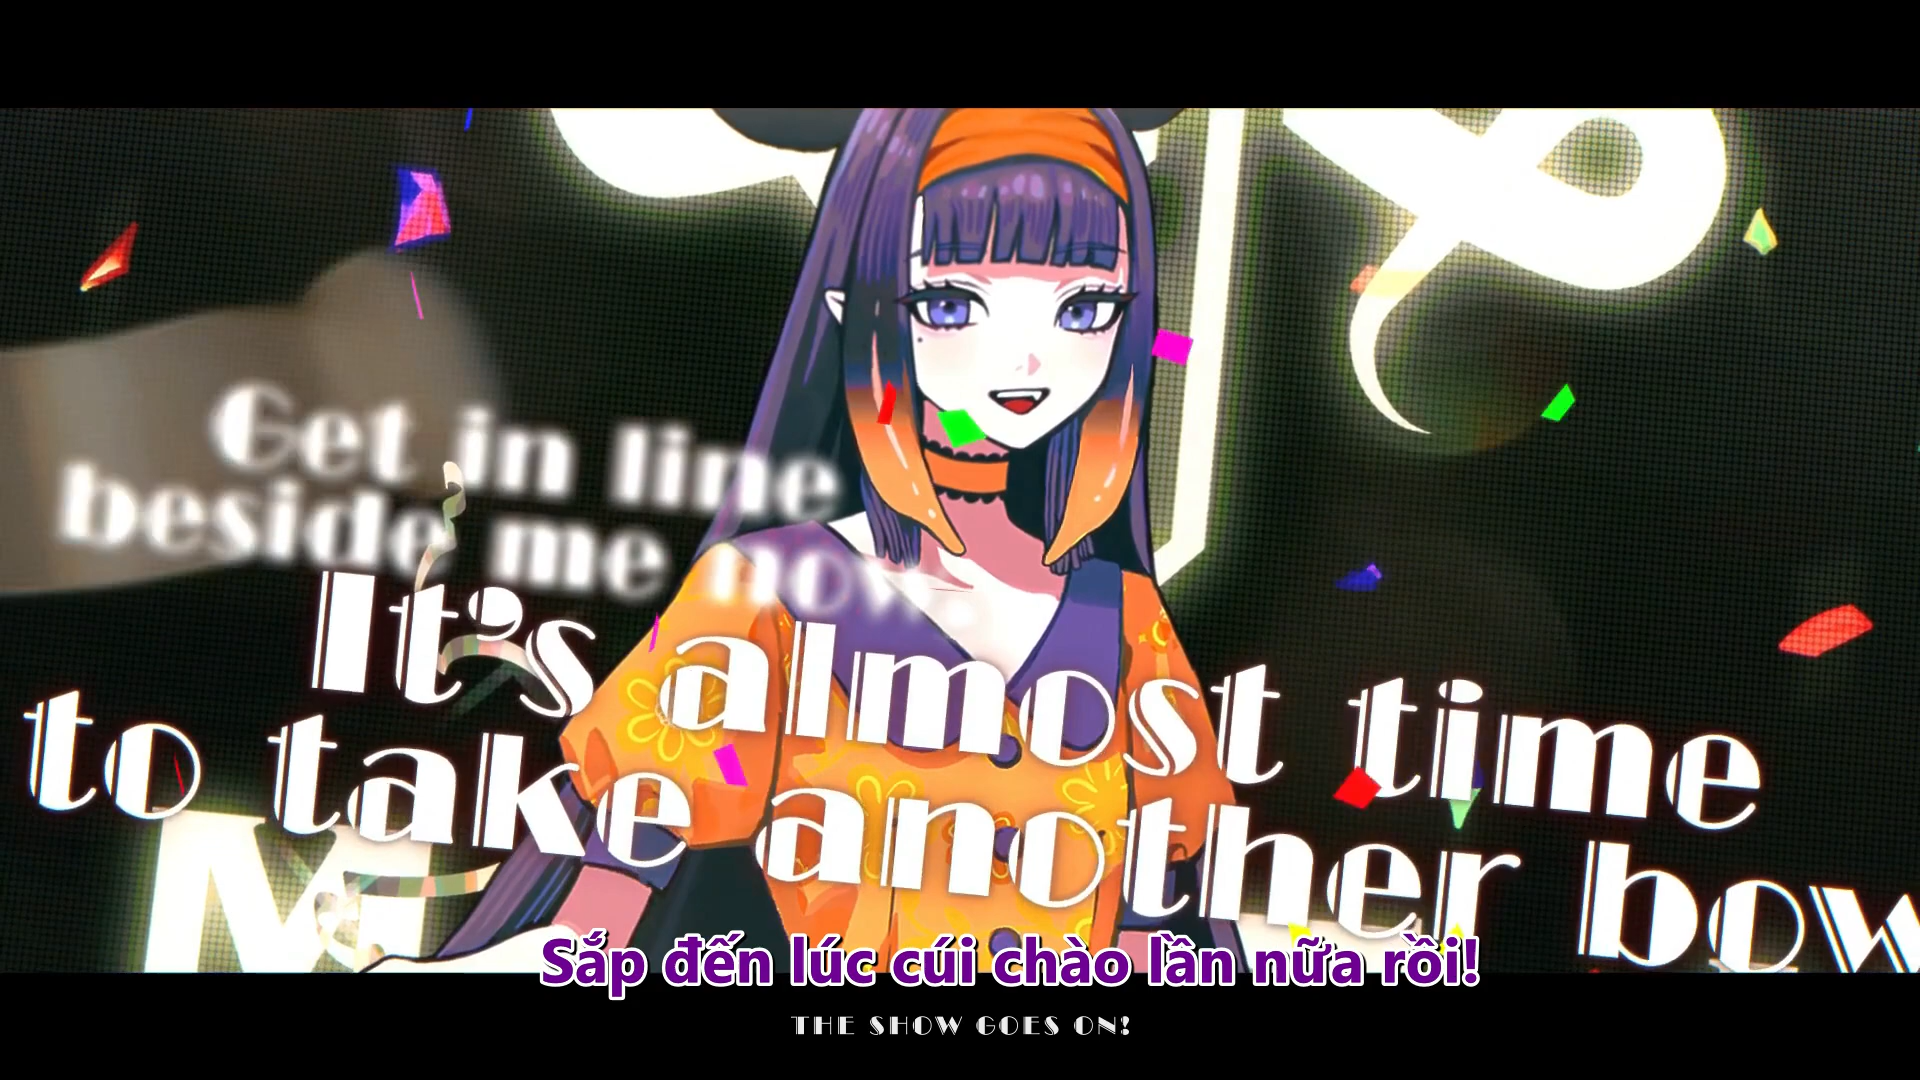 Get in line
beside me now.
It's almost time
to take another bow
M
Sắp đến lúc cúi chào lần nữa rồi!
THE SHOW GOES ON!